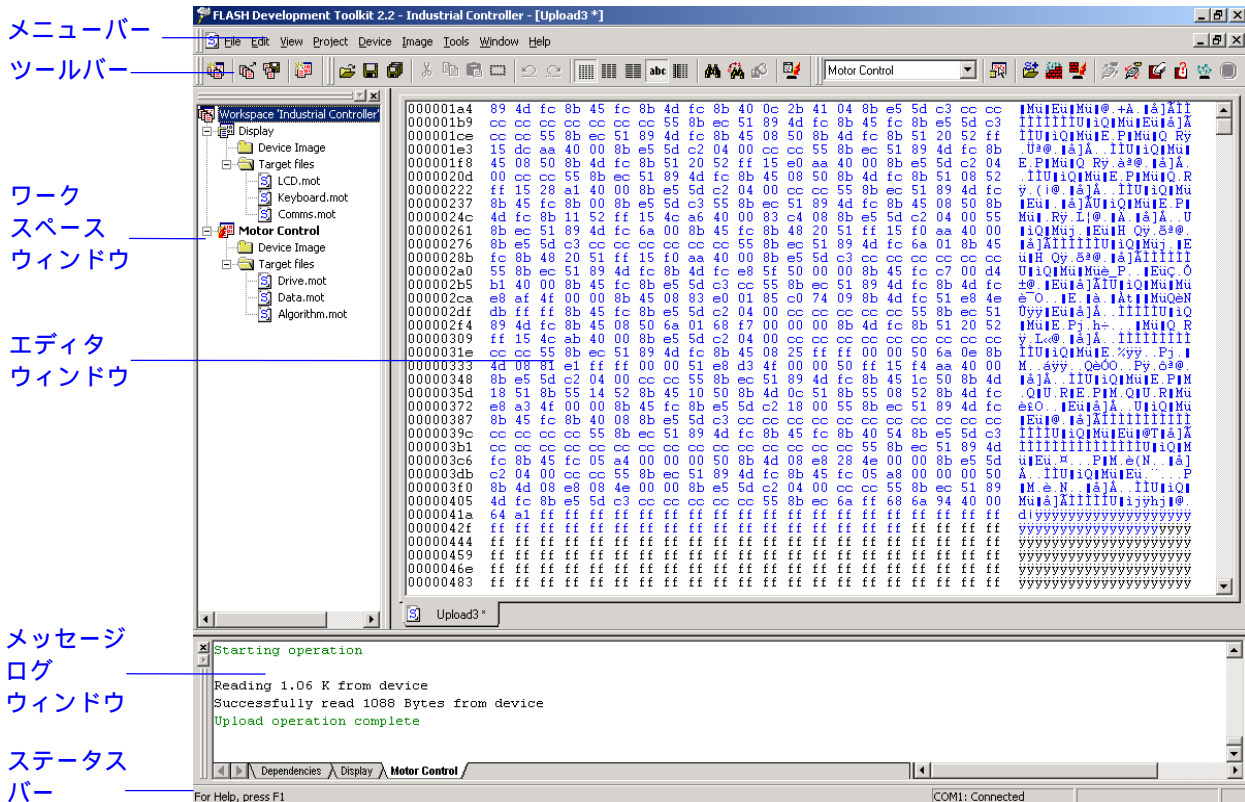 FLASH Development Toolkit 2.2 - Industrial Controller - [Upload3 *]
メニューバー
File Edit View Project Device Image Tools Window Help
ツールバー
abc
Motor Control
Workspace 'Industrial Controller'
Display
Device Image
Target files
LCD.mot
Keyboard.mot
Comms.mot
Motor Control
Device Image
Target files
Drive.mot
Data.mot
Algorithm.mot
ワーク
スペース
ウィンドウ
エディタ
ウィンドウ
000001a4 89 4d fc 8b 45 fc 8b 4d fc 8b 40 0c 2b 41 04 8b e5 5d c3 cc cc
000001b9 cc cc cc cc cc cc cc 55 8b ec 51 89 4d fc 8b 45 fc 8b e5 5d c3
000001ce cc cc 55 8b ec 51 89 4d fc 8b 45 08 50 8b 4d fc 8b 51 20 52 ff
000001e3 15 dc aa 40 00 8b e5 5d c2 04 00 cc cc cc 55 8b ec 51 89 4d fc 8b
000001f8 45 08 50 8b 4d fc 8b 51 20 52 ff 15 e0 aa 40 00 8b e5 5d c2 04
0000020d 00 cc cc cc 55 8b ec 51 89 4d fc 8b 45 08 50 8b 4d fc 8b 51 08 52
00000222 ff 15 28 a1 40 00 8b e5 5d c2 04 00 cc cc cc 55 8b ec 51 89 4d fc
00000237 8b 45 fc 8b 00 8b e5 5d c3 55 8b ec 51 89 4d fc 8b 45 08 50 8b
0000024c 4d fc 8b 11 52 ff 15 4c a6 40 00 83 c4 08 8b e5 5d c2 04 00 55
00000261 8b ec 51 89 4d fc 6a 00 8b 45 fc 8b 48 20 51 ff 15 f0 aa 40 00
00000276 8b e5 5d c3 cc cc cc cc cc cc 55 8b ec 51 89 4d fc 6a 01 8b 45
0000028b fc 8b 48 20 51 ff 15 f0 aa 40 00 8b e5 5d c3 cc cc cc cc cc cc
000002a0 55 8b ec 51 89 4d fc 8b 4d fc e8 5f 50 00 00 8b 45 fc c7 00 d4
000002b5 b1 40 00 8b 45 fc 8b e5 5d c3 cc 55 8b ec 51 89 4d fc 8b 4d fc
000002ca e8 af 4f 00 00 8b 45 08 83 e0 01 85 c0 74 09 8b 4d fc 51 e8 4e
000002df db ff ff 8b 45 fc 8b e5 5d c2 04 00 cc cc cc cc cc 55 8b ec 51
000002f4 89 4d fc 8b 45 08 50 6a 01 68 f7 00 00 00 8b 4d fc 8b 51 20 52
00000309 ff 15 4c ab 40 00 8b e5 5d c2 04 00 cc cc cc cc cc cc cc cc cc
0000031e cc cc 55 8b ec 51 89 4d fc 8b 45 08 25 ff ff 00 00 50 6a 0e 8b
00000333 4d 08 81 e1 ff ff 00 00 51 e8 d3 4f 00 00 50 ff 15 f4 aa 40 00
00000348 8b e5 5d c2 04 00 cc cc cc 55 8b ec 51 89 4d fc 8b 45 1c 50 8b 4d
0000035d 18 51 8b 55 14 52 8b 45 10 50 8b 4d 0c 51 8b 55 08 52 8b 4d fc
00000372 e8 a3 4f 00 00 8b 45 fc 8b e5 5d c2 18 00 55 8b ec 51 89 4d fc
00000387 8b 45 fc 8b 40 08 8b e5 5d c3 cc cc cc cc cc cc cc cc cc cc cc
0000039c cc cc cc cc 55 8b ec 51 89 4d fc 8b 45 fc 8b 40 54 8b e5 5d c3
000003b1 cc cc cc cc cc cc cc cc cc cc cc cc cc cc cc 55 8b ec 51 89 4d
000003c6 fc 8b 45 fc 05 a4 00 00 00 50 8b 4d 08 e8 28 4e 00 00 8b e5 5d
000003db c2 04 00 cc cc cc 55 8b ec 51 89 4d fc 8b 45 fc 05 a8 00 00 00 50
000003f0 8b 4d 08 e8 08 4e 00 00 8b e5 5d c2 04 00 cc cc cc 55 8b ec 51 89
00000405 4d fc 8b e5 5d c3 cc cc cc cc cc 55 8b ec 6a ff 68 6a 94 40 00
0000041a 64 a1 ff ff ff ff ff ff ff ff ff ff ff ff ff ff ff ff ff ff ff
0000042f ff ff ff ff ff ff ff ff ff ff ff ff ff ff ff ff ff ff ff ff ff
00000444 ff ff ff ff ff ff ff ff ff ff ff ff ff ff ff ff ff ff ff ff ff
00000459 ff ff ff ff ff ff ff ff ff ff ff ff ff ff ff ff ff ff ff ff ff
0000046e ff ff ff ff ff ff ff ff ff ff ff ff ff ff ff ff ff ff ff ff ff
00000483 ff ff ff ff ff ff ff ff ff ff ff ff ff ff ff ff ff ff ff ff ff
Upload3 *
メッセージ
ログ
ウィンドウ
Starting operation
Reading 1.06 K from device
Successfully read 1088 Bytes from device
Upload operation complete
Dependencies Display Motor Control
ステータス
バー
For Help, press F1
COM1: Connected